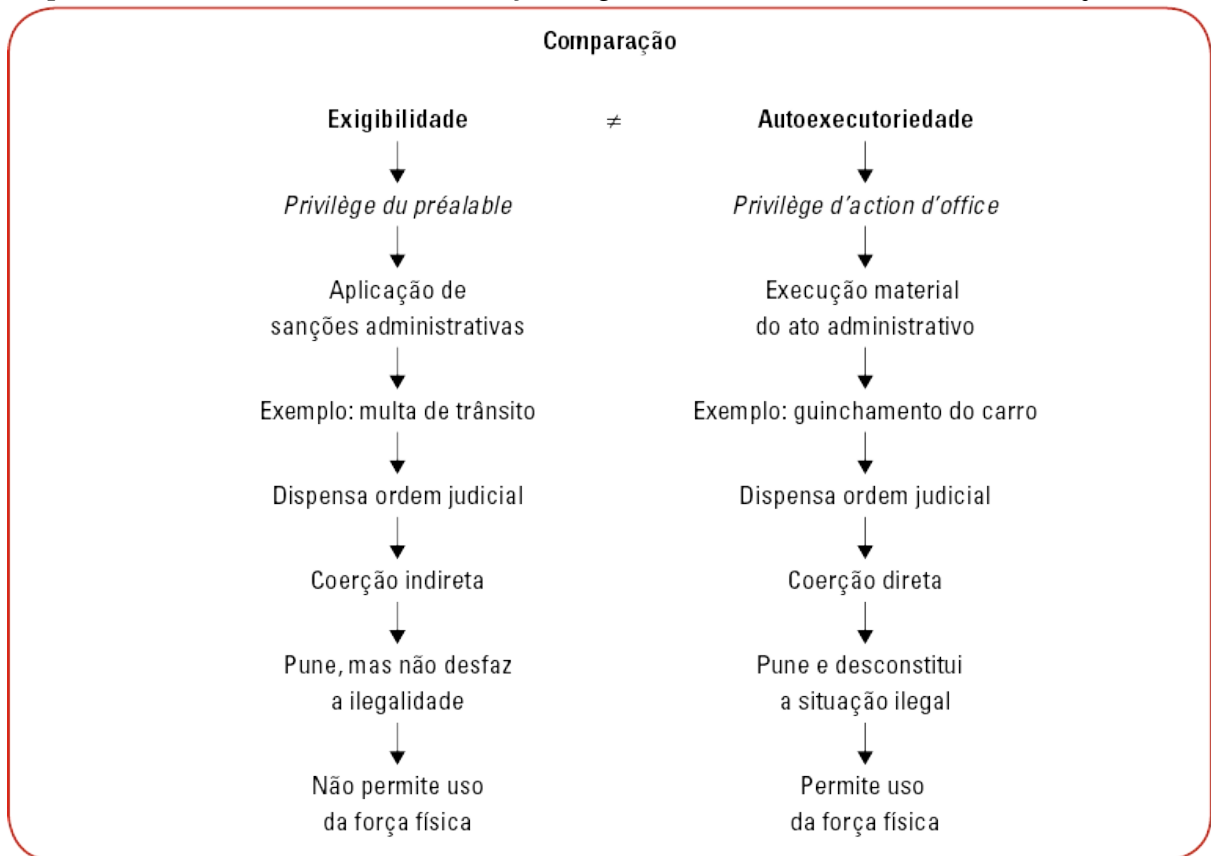 Comparação
Exigibilidade ≠ Autoexecutoriedade
Privilège du préalable
Privilège d'action d'office
Aplicação de
sanções administrativas
Execução material
do ato administrativo
Exemplo: multa de trânsito
Exemplo: guinchamento do carro
Dispensa ordem judicial
Dispensa ordem judicial
Coerção indireta
Coerção direta
Pune, mas não desfaz
a ilegalidade
Pune e desconstitui
a situação ilegal
Não permite uso
da força física
Permite uso
da força física